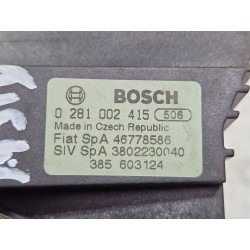 BOSCH
0 281 002 415 506
Made in Czech Republic
Fiat SpA 46778586
SIV SpA 3802230040
385 603124